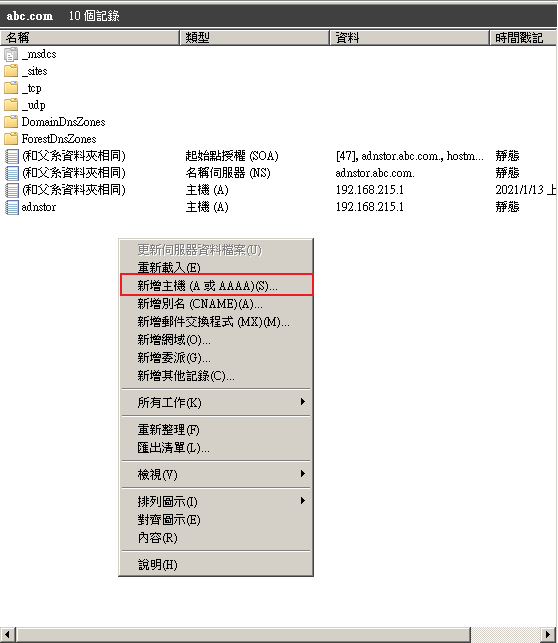 abc.com 10 個記錄
名稱 類型 資料 時間戳記
_msdcs
_sites
_tcp
_udp
DomainDnsZones
ForestDnsZones
(和父系資料夾相同) 起始點授權 (SOA) [47], adnstor.abc.com., hostm... 靜態
(和父系資料夾相同) 名稱伺服器 (NS) adnstor.abc.com. 靜態
(和父系資料夾相同) 主機 (A) 192.168.215.1 2021/1/13 上
adnstor 主機 (A) 192.168.215.1 靜態
更新伺服器資料檔案(U)
重新載入(E)
新增主機 (A 或 AAAA)(S)...
新增別名 (CNAME)(A)...
新增郵件交換程式 (MX)(M)...
新增網域(O)...
新增委派(G)...
新增其他記錄(C)...
所有工作(K)
重新整理(F)
匯出清單(L)...
檢視(V)
排列圖示(I)
對齊圖示(E)
內容(R)
說明(H)